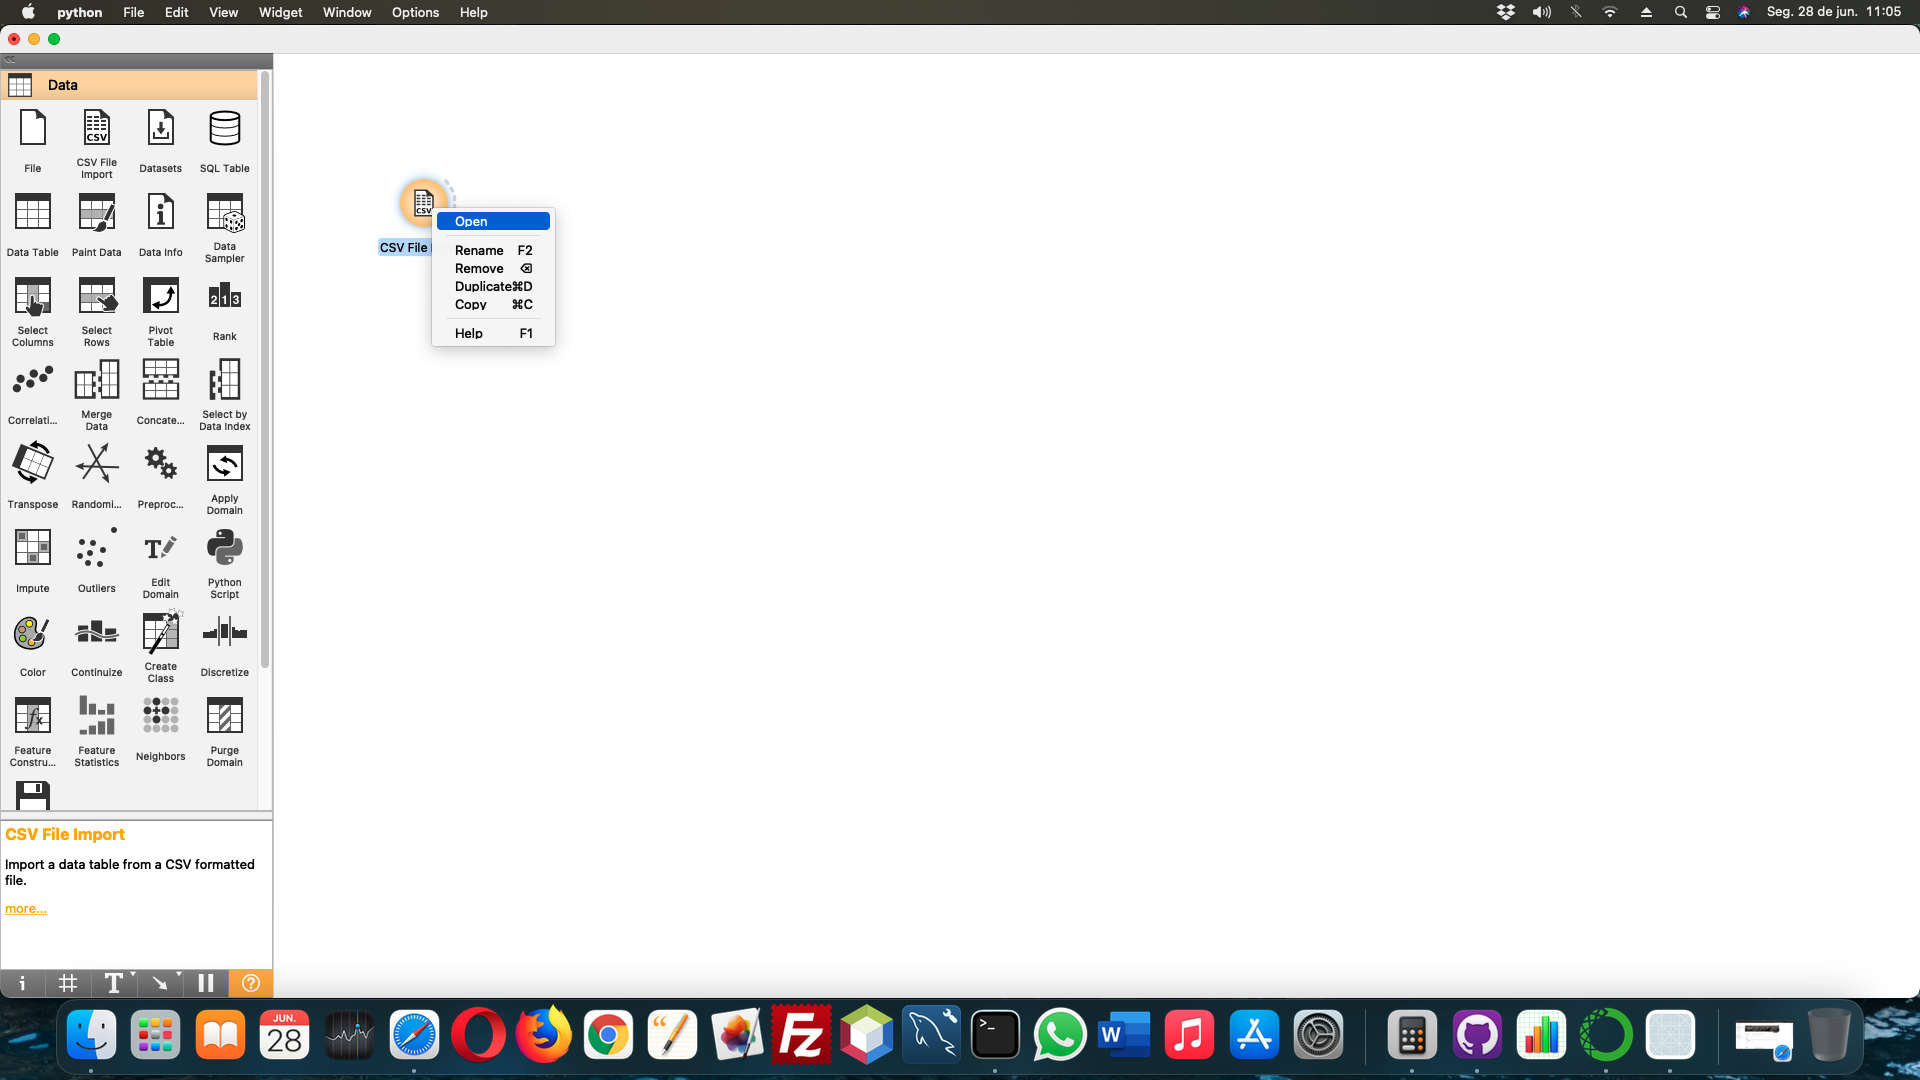 python File Edit View Widget Window Options Help Seg. 28 de jun. 11:05
Data
File
CSV File Import
Datasets
SQL Table
Data Table
Paint Data
Data Info
Data Sampler
Select Columns
Select Rows
Pivot Table
Rank
Correlati...
Merge Data
Concate...
Select by Data Index
Transpose
Randomi...
Preproc...
Apply Domain
Impute
Outliers
Edit Domain
Python Script
Color
Continuize
Create Class
Discretize
Feature Constru...
Feature Statistics
Neighbors
Purge Domain
CSV File Import
Import a data table from a CSV formatted
file.
more...
CSV
CSV File
Open
Rename F2
Remove ⌫
Duplicate ⌘D
Copy ⌘C
Help F1
JUN.
28